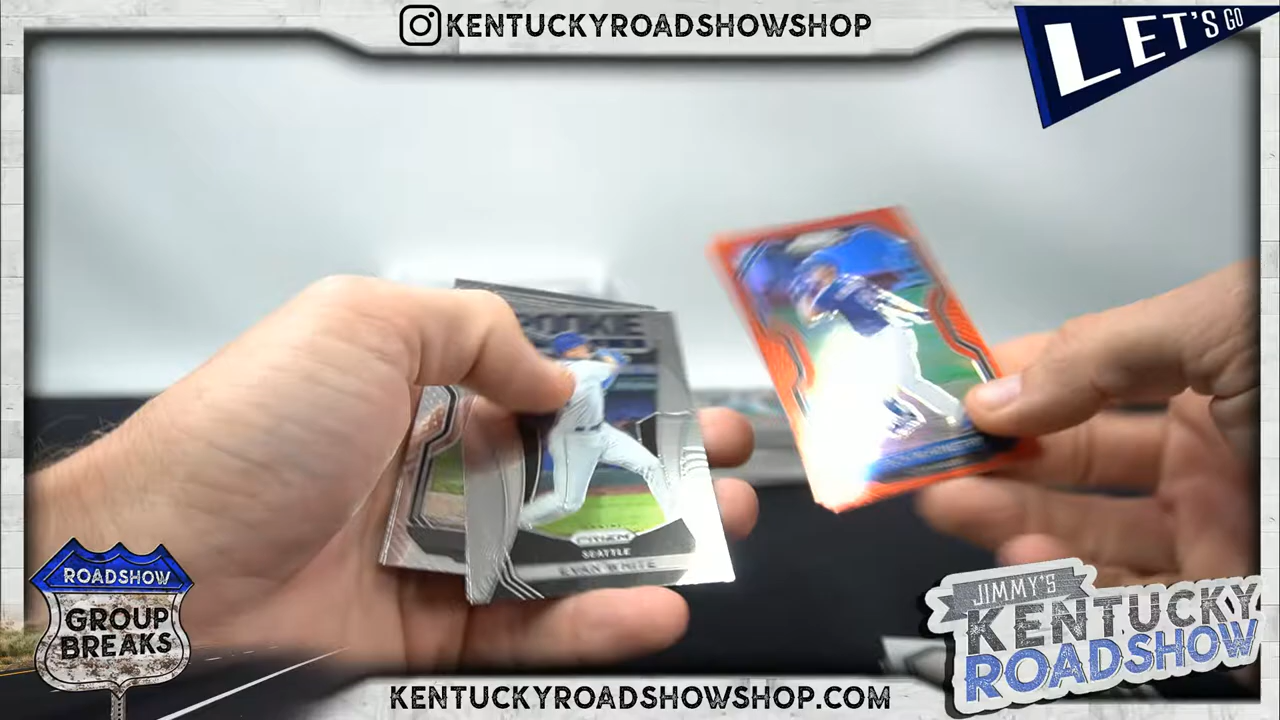 KENTUCKYROADSHOWSHOP
LET'S GO
ROOKIE
PRIZM
SEATTLE
EVAN WHITE
ROADSHOW
GROUP
BREAKS
JIMMY'S
KENTUCKY
ROADSHOW
KENTUCKYROADSHOWSHOP.COM